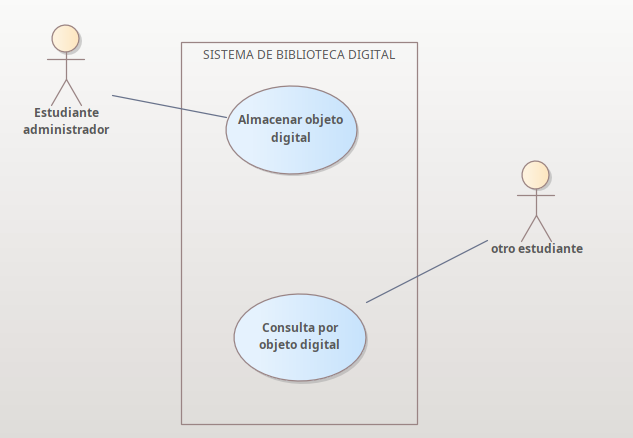 SISTEMA DE BIBLIOTECA DIGITAL
Estudiante
administrador
Almacenar objeto
digital
otro estudiante
Consulta por
objeto digital